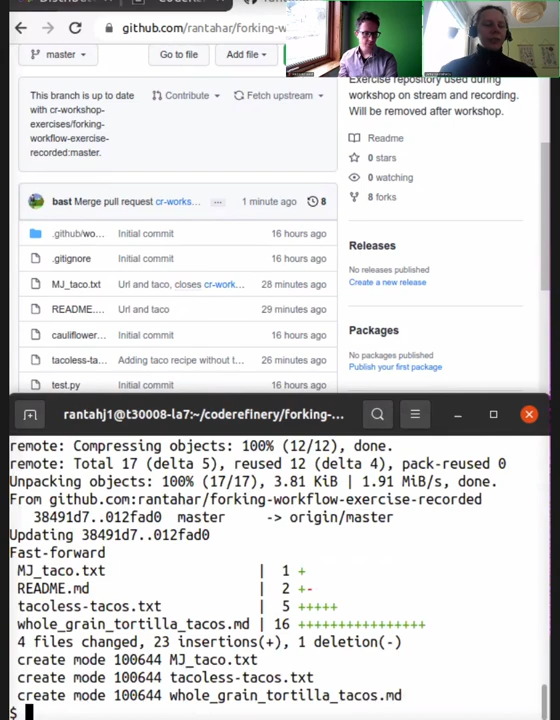 github.com/rantahar/forking-w
master
Go to file
Add file
This branch is up to date
with cr-workshop-
exercises/forking-
workflow-exercise-
recorded:master.
Contribute
Fetch upstream
Exercise repository used during
workshop on stream and recording.
Will be removed after workshop.
Readme
0 stars
0 watching
8 forks
bast Merge pull request cr-works... ... 1 minute ago 8
.github/wo... Initial commit 16 hours ago
.gitignore Initial commit 16 hours ago
MJ_taco.txt Url and taco, closes cr-work... 28 minutes ago
README.... Url and taco 29 minutes ago
cauliflower... Initial commit 16 hours ago
tacoless-ta... Adding taco recipe without t... 26 minutes ago
test.py Initial commit 16 hours ago
Releases
No releases published
Create a new release
Packages
No packages published
Publish your first package
rantahj1@t30008-la7:~/coderefinery/forking-...
remote: Compressing objects: 100% (12/12), done.
remote: Total 17 (delta 5), reused 12 (delta 4), pack-reused 0
Unpacking objects: 100% (17/17), 3.81 KiB | 1.91 MiB/s, done.
From github.com:rantahar/forking-workflow-exercise-recorded
38491d7..012fad0 master -> origin/master
Updating 38491d7..012fad0
Fast-forward
MJ_taco.txt | 1 +
README.md | 2 +-
tacoless-tacos.txt | 5 +++++
whole_grain_tortilla_tacos.md | 16 ++++++++++++++++
4 files changed, 23 insertions(+), 1 deletion(-)
create mode 100644 MJ_taco.txt
create mode 100644 tacoless-tacos.txt
create mode 100644 whole_grain_tortilla_tacos.md
$